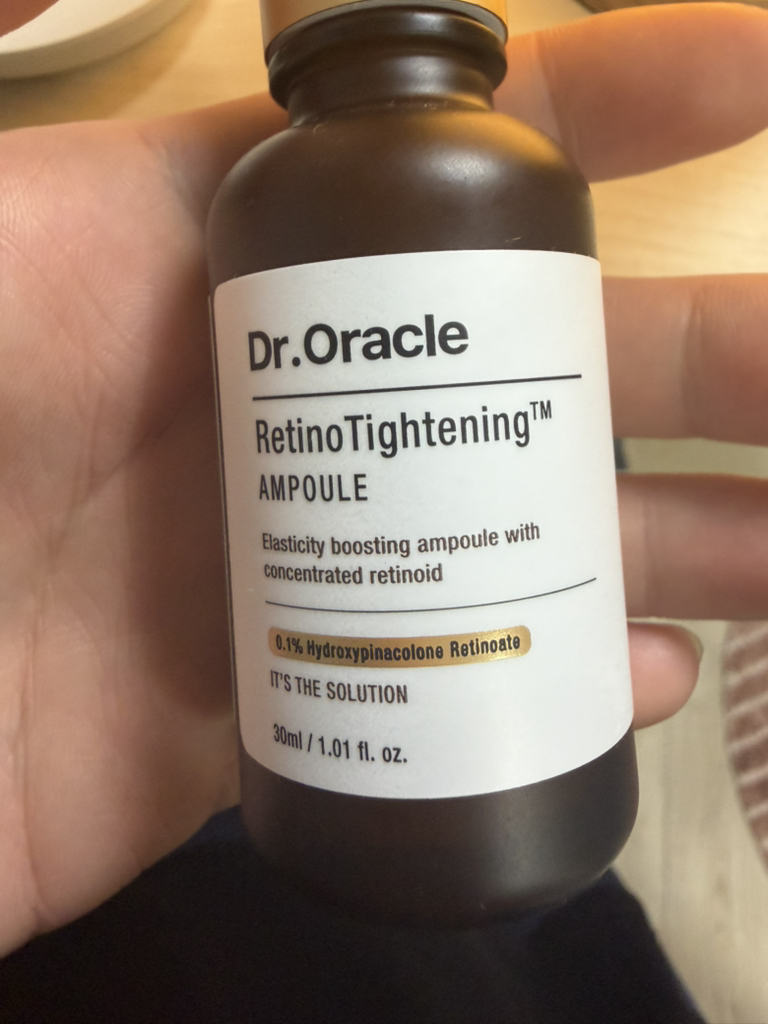 Dr.Oracle
RetinoTightening™
AMPOULE
Elasticity boosting ampoule with
concentrated retinoid
0.1% Hydroxypinacolone Retinoate
IT'S THE SOLUTION
30ml / 1.01 fl. oz.